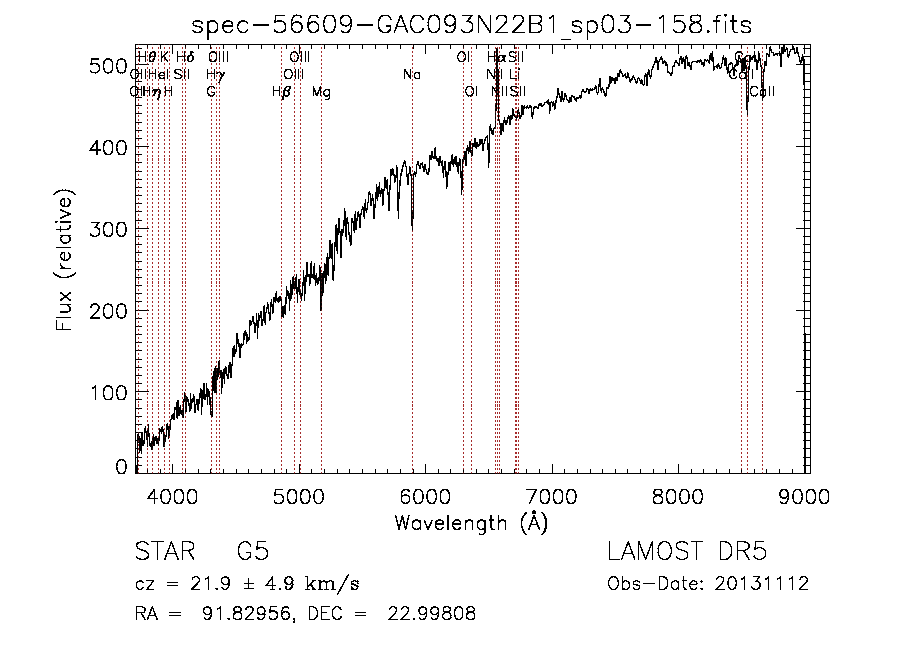 spec-56609-GAC093N22B1_sp03-158.fits
Hθ K Hδ OIII OIII OI Hα SII
OII HeI SII Hγ OIII Na NII Li CaII
OII Hη H G Hβ Mg OI NII SII CaII
500
400
300
200
100
0
Flux (relative)
4000 5000 6000 7000 8000 9000
Wavelength (Å)
STAR G5 LAMOST DR5
cz = 21.9 ± 4.9 km/s Obs-Date: 20131112
RA = 91.82956, DEC = 22.99808